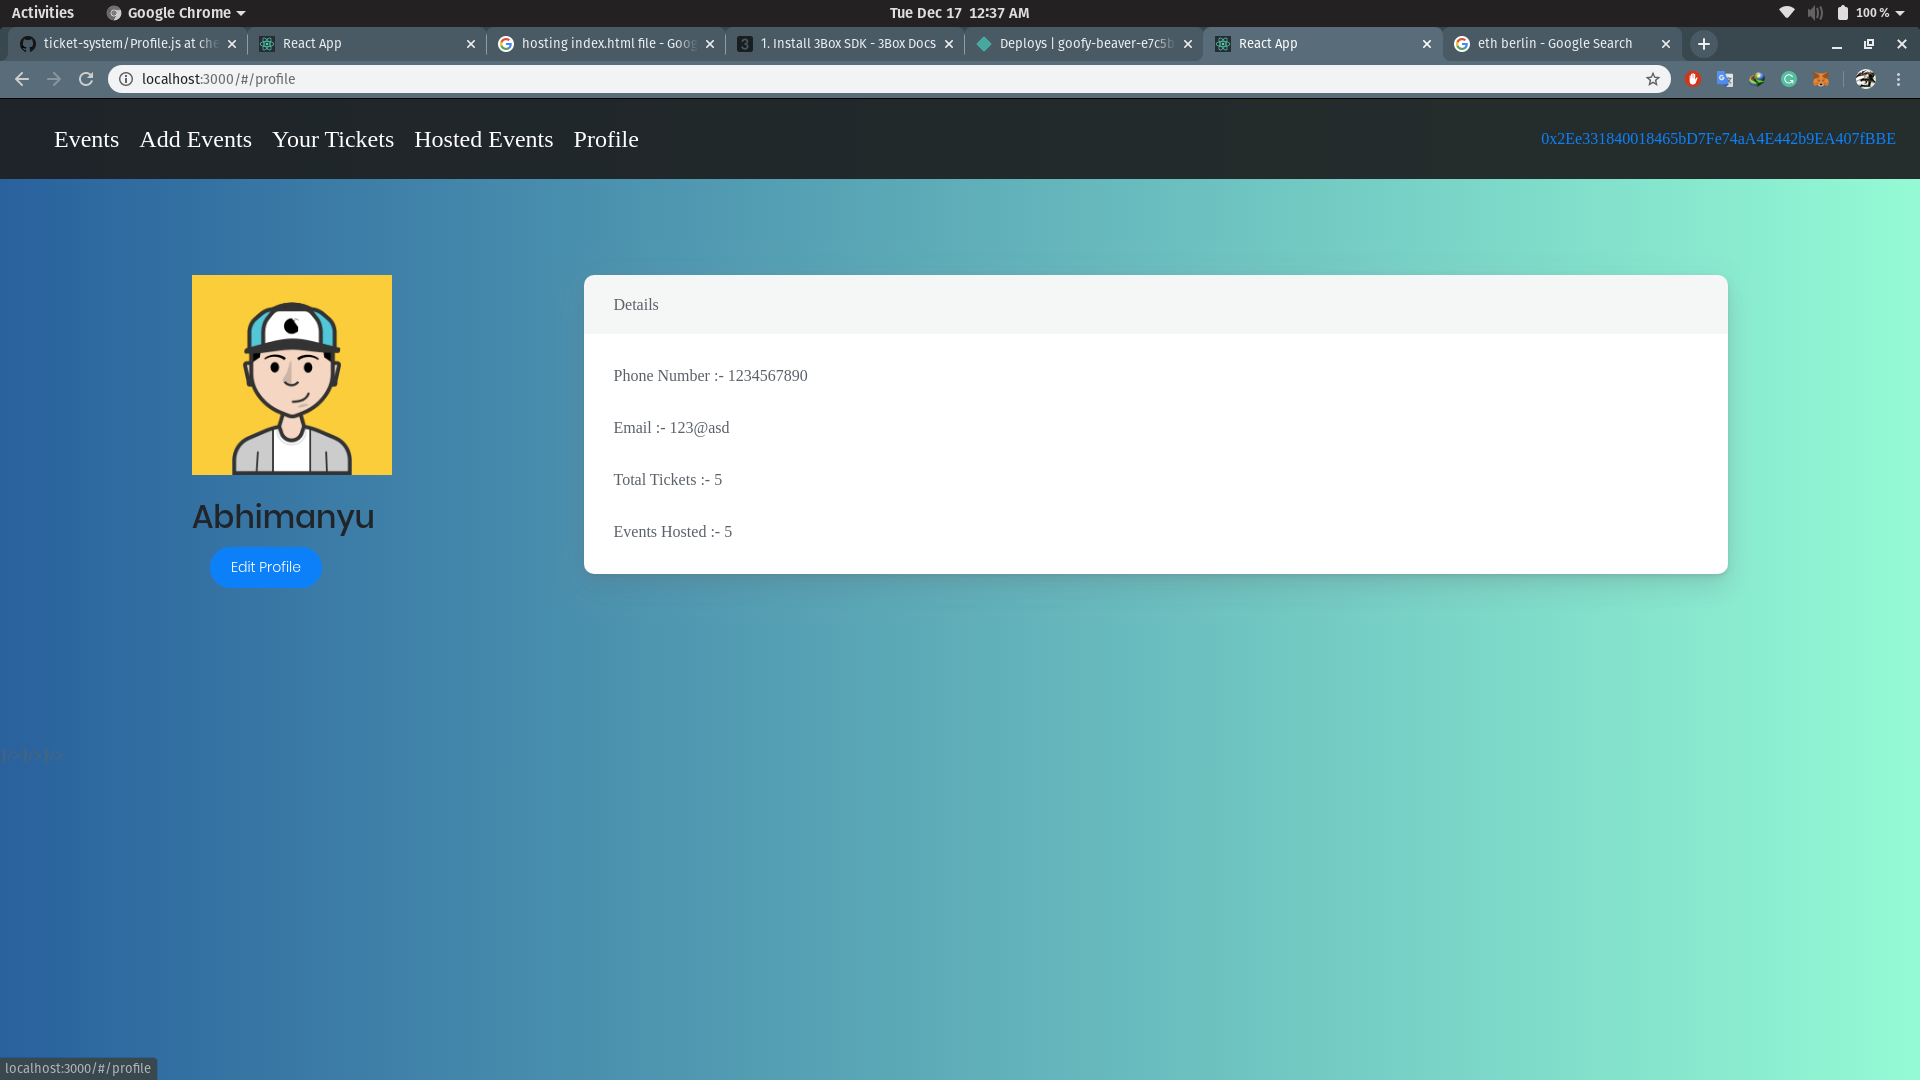 Activities Google Chrome Tue Dec 17 12:37 AM 100 %
ticket-system/Profile.js at che React App hosting index.html file - Goog 1. Install 3Box SDK - 3Box Docs Deploys | goofy-beaver-e7c5b React App eth berlin - Google Search
localhost:3000/#/profile
Events Add Events Your Tickets Hosted Events Profile 0x2Ee331840018465bD7Fe74aA4E442b9EA407fBBE
Details
Phone Number :- 1234567890
Email :- 123@asd
Total Tickets :- 5
Events Hosted :- 5
Abhimanyu
Edit Profile
localhost:3000/#/profile